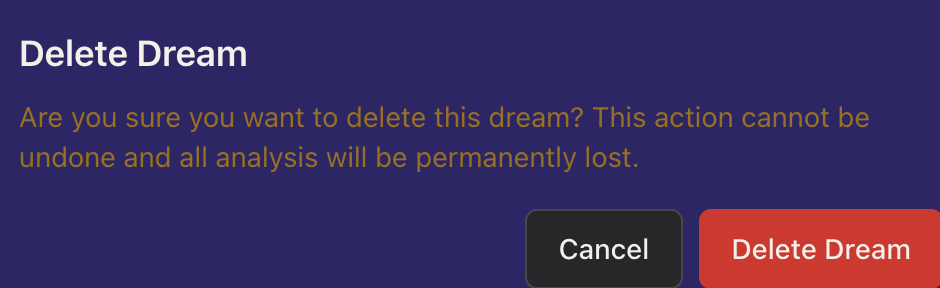 Delete Dream
Are you sure you want to delete this dream? This action cannot be
undone and all analysis will be permanently lost.
Cancel
Delete Dream